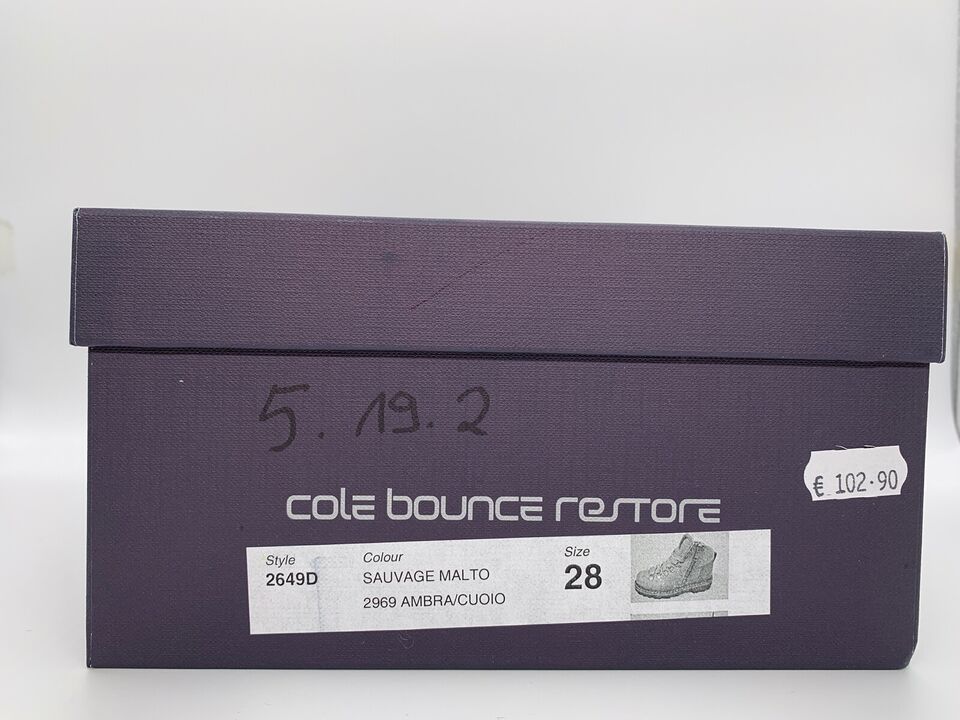 5. 19. 2
€ 102.90
cole bounce restore
Style
2649D
Colour
SAUVAGE MALTO
2969 AMBRA/CUOIO
Size
28